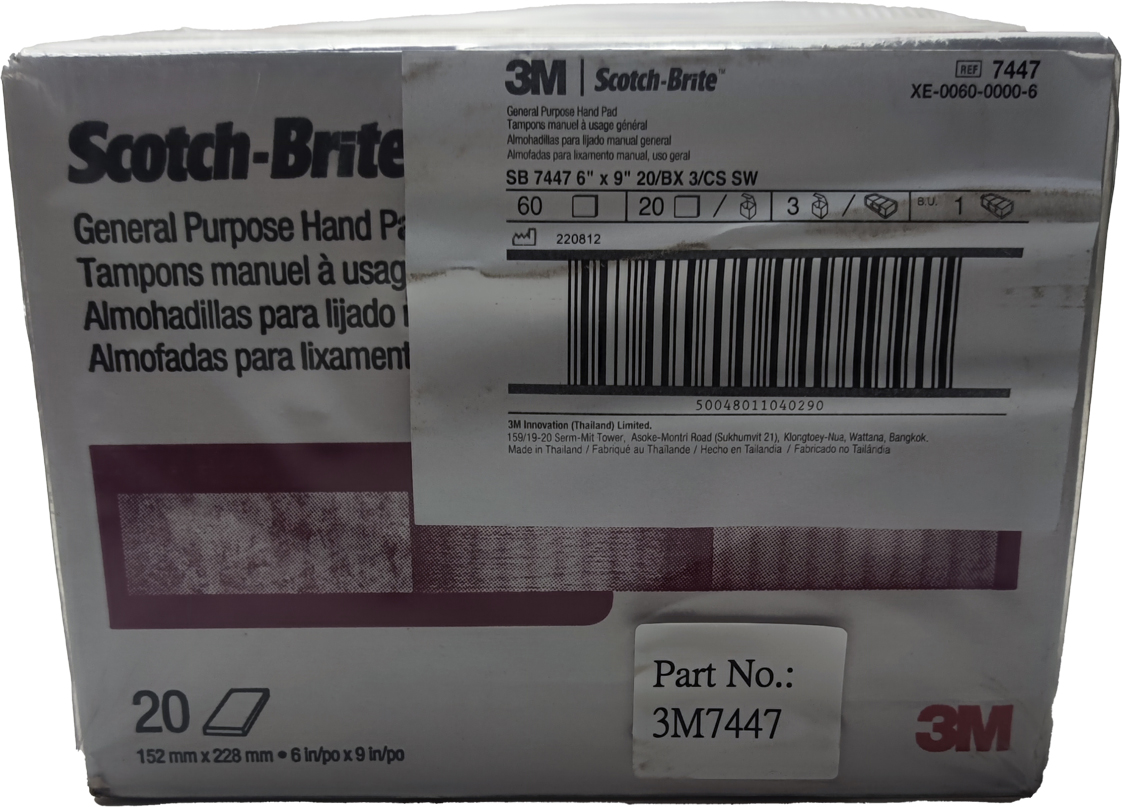 Scotch-Brite
General Purpose Hand Pa
Tampons manuel à usag
Almohadillas para lijado
Almofadas para lixament
3M | Scotch-Brite™
REF 7447
XE-0060-0000-6
General Purpose Hand Pad
Tampons manuel à usage général
Almohadillas para lijado manual general
Almofadas para lixamento manual, uso geral
SB 7447 6" x 9" 20/BX 3/CS SW
60 20 / 3 / B.U. 1
220812
50048011040290
3M Innovation (Thailand) Limited.
159/19-20 Serm-Mit Tower, Asoke-Montri Road (Sukhumvit 21), Klongtoey-Nua, Wattana, Bangkok.
Made in Thailand / Fabriqué au Thaïlande / Hecho en Tailandia / Fabricado no Tailândia
20
152 mm x 228 mm • 6 in/po x 9 in/po
Part No.:
3M7447
3M